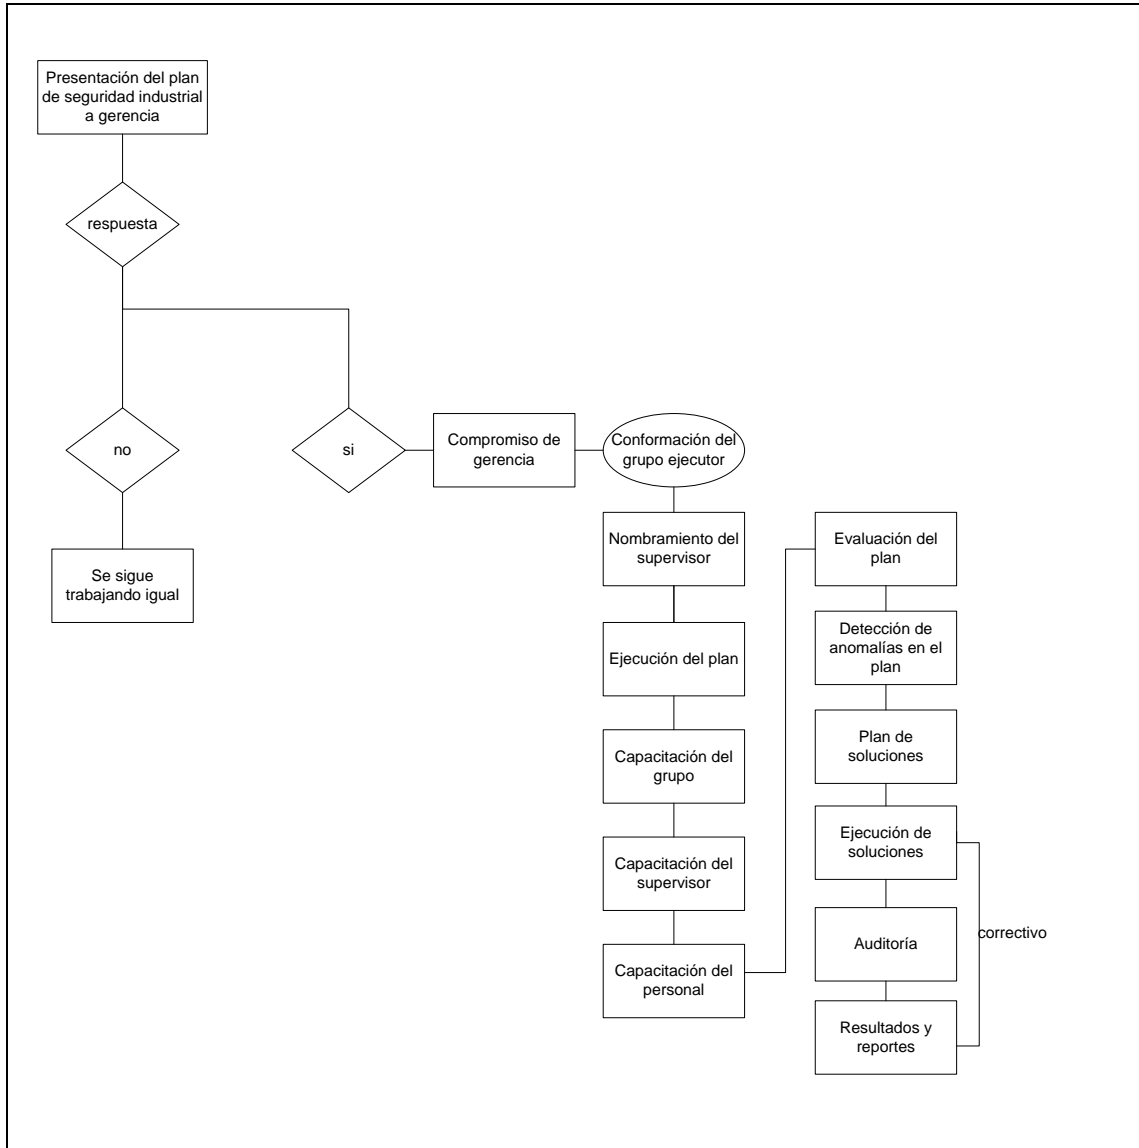 Presentación del plan
de seguridad industrial
a gerencia
respuesta
no
Se sigue
trabajando igual
si
Compromiso de
gerencia
Conformación del
grupo ejecutor
Nombramiento del
supervisor
Ejecución del plan
Capacitación del
grupo
Capacitación del
supervisor
Capacitación del
personal
Evaluación del
plan
Detección de
anomalías en el
plan
Plan de
soluciones
Ejecución de
soluciones
Auditoría
correctivo
Resultados y
reportes